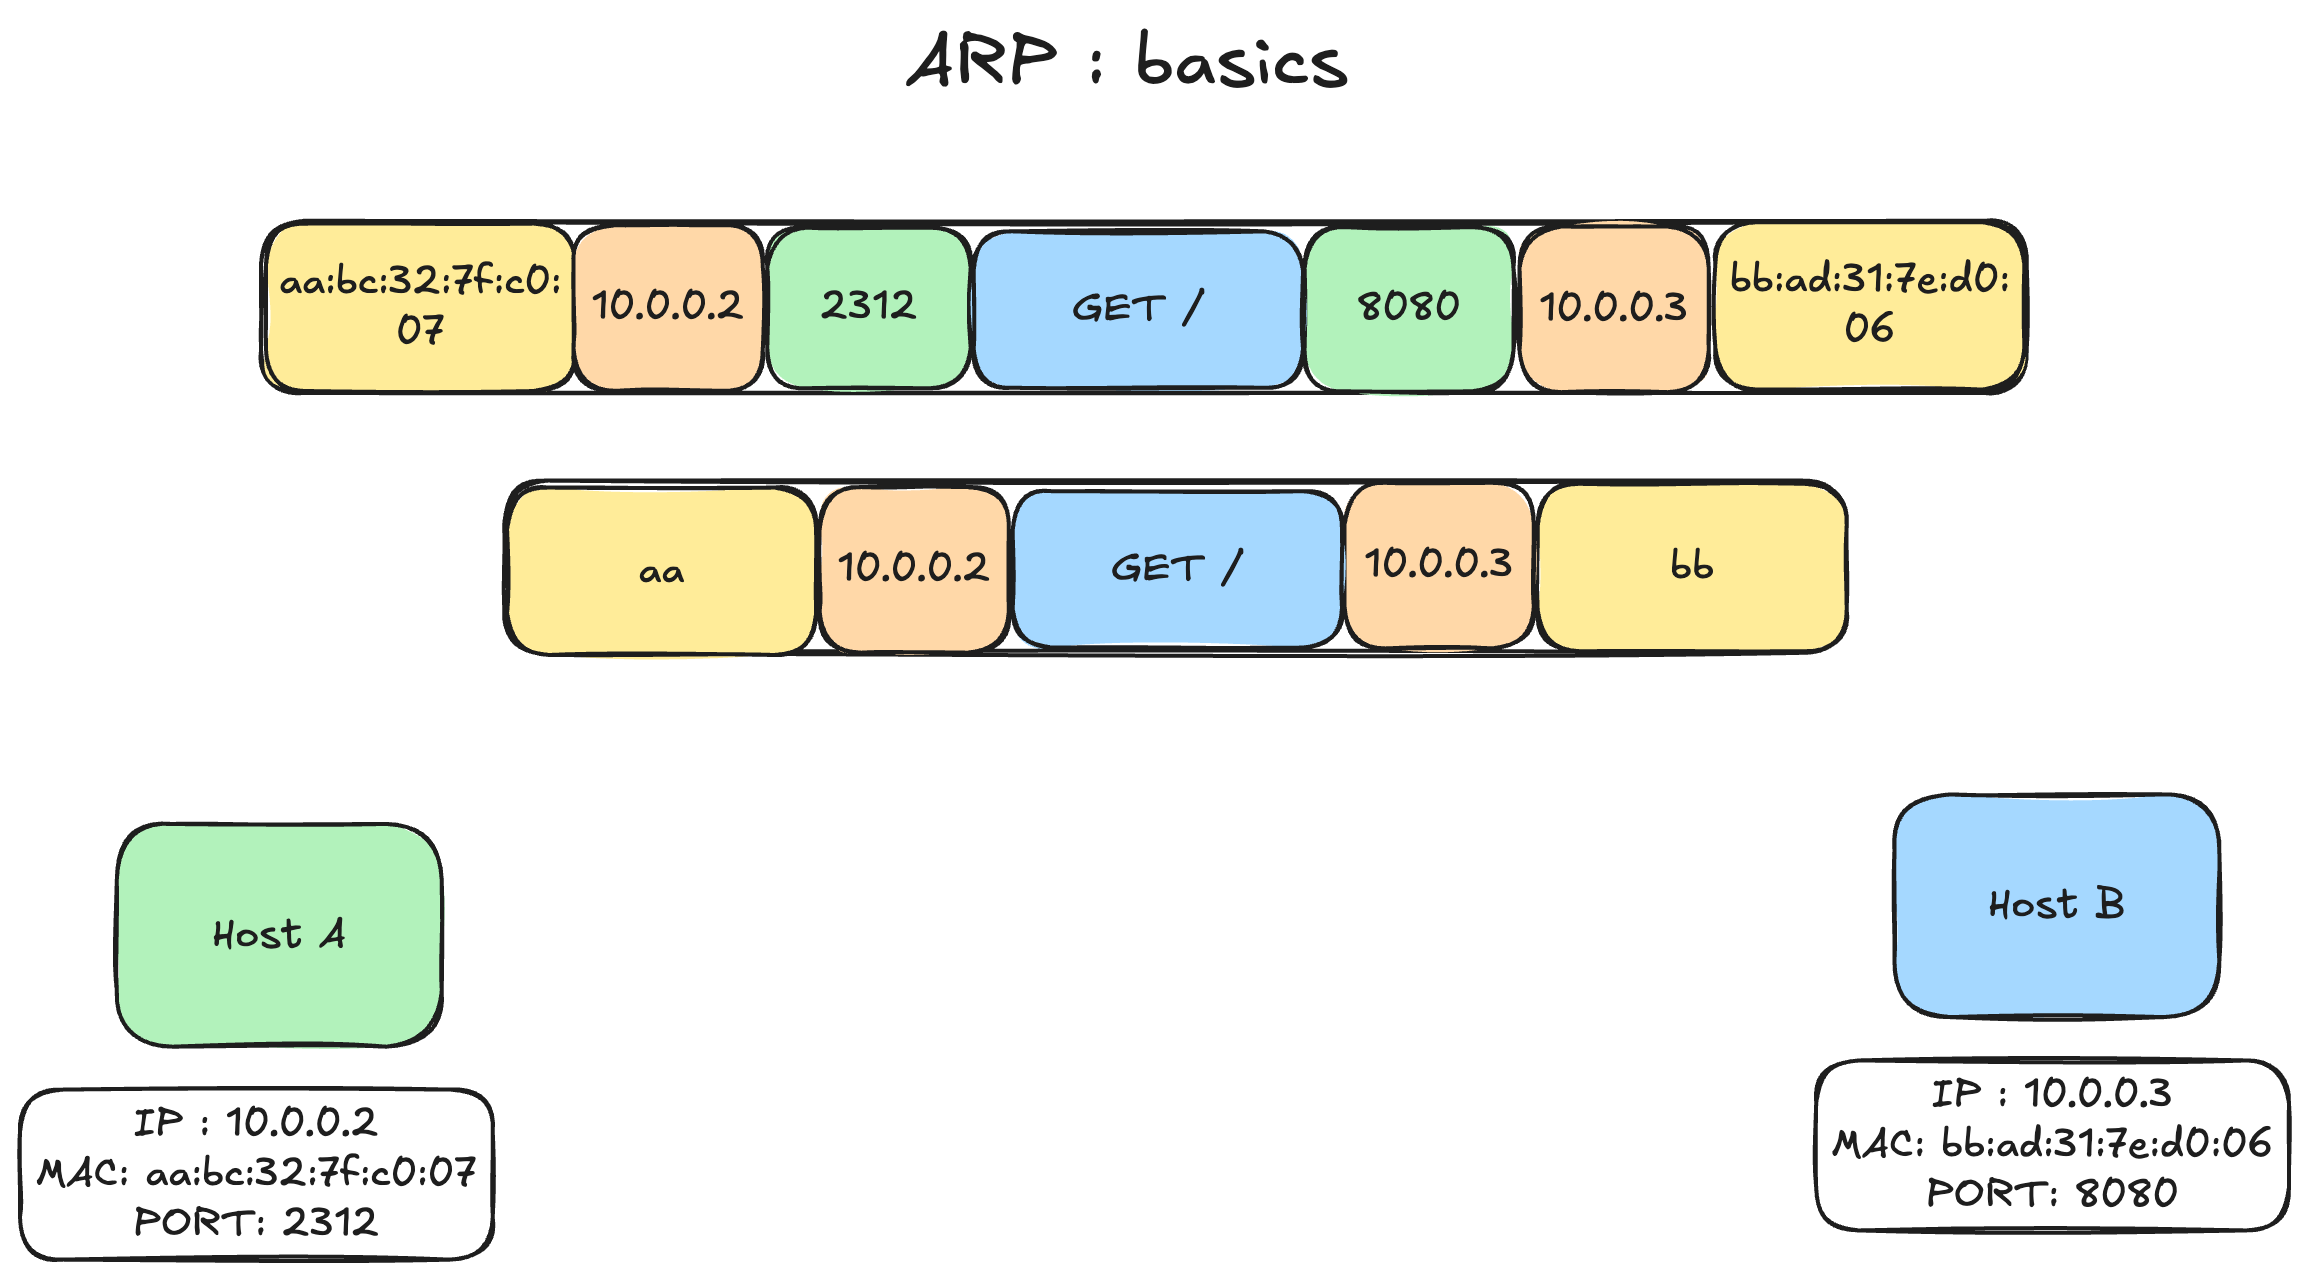 ARP : basics
aa:bc:32:7f:c0:
07
10.0.0.2
2312
GET /
8080
10.0.0.3
bb:ad:31:7e:d0:
06
aa
10.0.0.2
GET /
10.0.0.3
bb
Host A
Host B
IP : 10.0.0.2
MAC: aa:bc:32:7f:c0:07
PORT: 2312
IP : 10.0.0.3
MAC: bb:ad:31:7e:d0:06
PORT: 8080